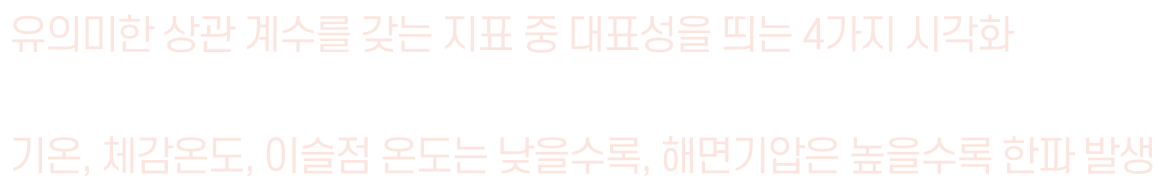 유의미한 상관 계수를 갖는 지표 중 대표성을 띄는 4가지 시각화
기온, 체감온도, 이슬점 온도는 낮을수록, 해면기압은 높을수록 한파 발생